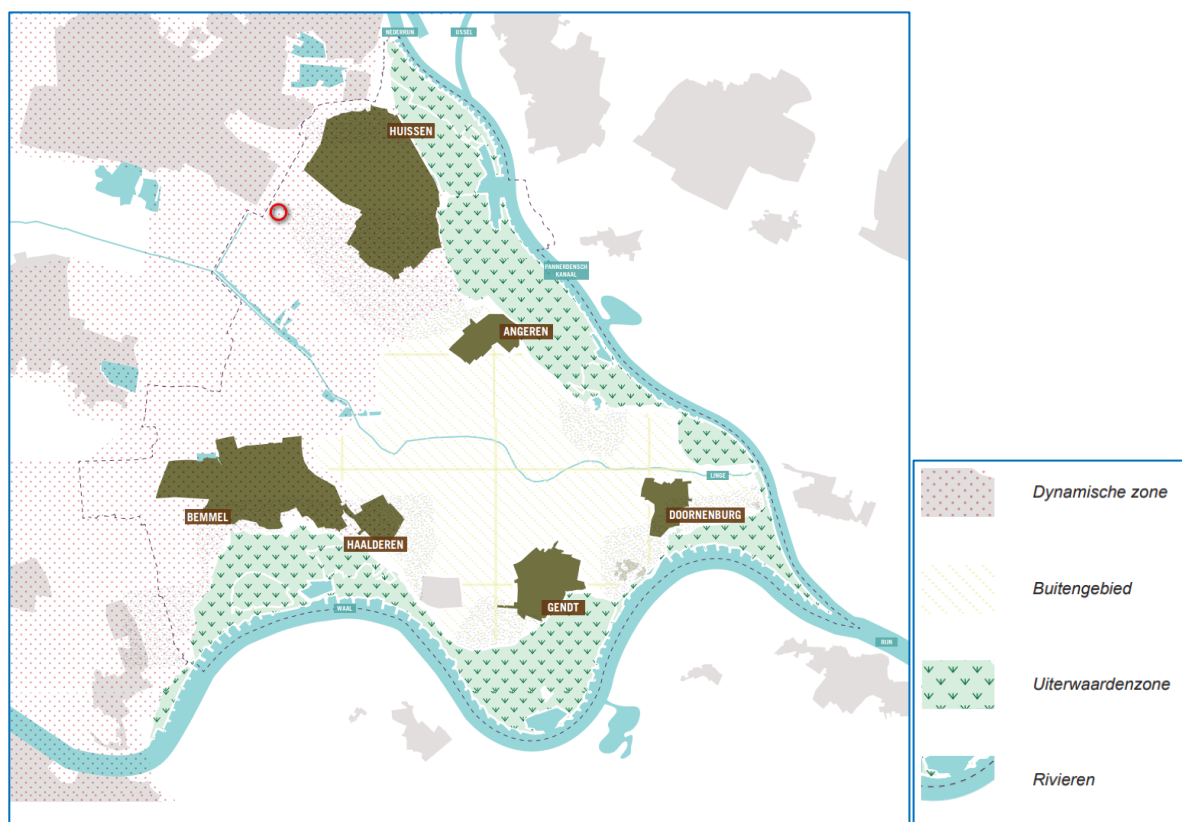 NEDERRIJN
IJSSEL
HUISSEN
PANNERDENSCH
KANAAL
ANGEREN
LINGE
BEMMEL
DOORNENBURG
HAALDEREN
GENDT
WAAL
RIJN
Dynamische zone
Buitengebied
Uiterwaardenzone
Rivieren